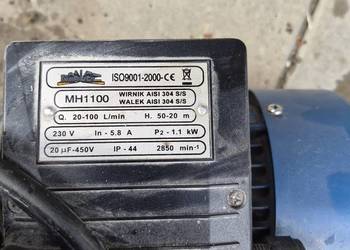 ISO9001-2000-CE
MH1100
WIRNIK AISI 304 S/S
WALEK AISI 304 S/S
Q. 20-100 L/min H. 50-20 m
230 V In - 5.8 A P2 - 1.1 kW
20 µF-450V IP - 44 2850 min⁻¹